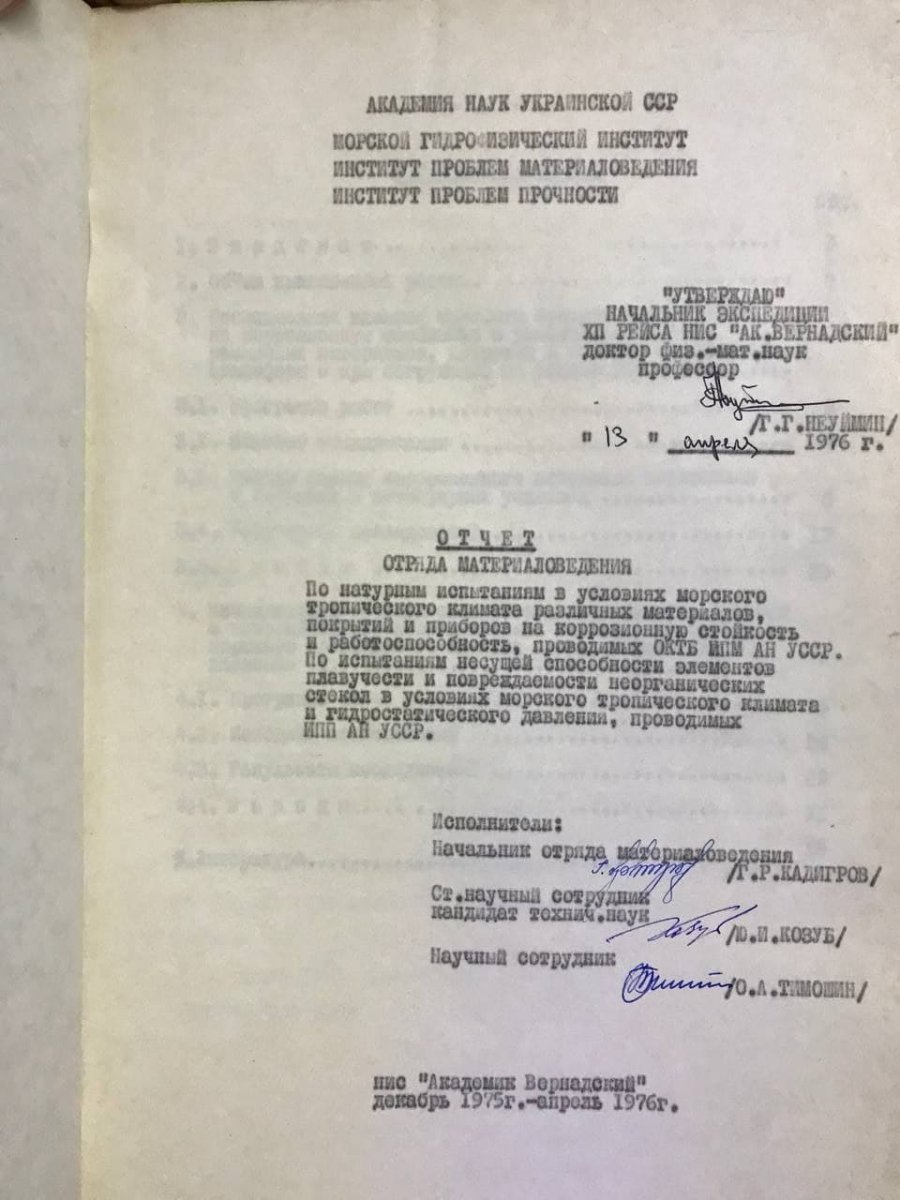 АКАДЕМИЯ НАУК УКРАИНСКОЙ ССР
МОРСКОЙ ГИДРОФИЗИЧЕСКИЙ ИНСТИТУТ
ИНСТИТУТ ПРОБЛЕМ МАТЕРИАЛОВЕДЕНИЯ
ИНСТИТУТ ПРОБЛЕМ ПРОЧНОСТИ
"УТВЕРЖДАЮ"
НАЧАЛЬНИК ЭКСПЕДИЦИИ
XII РЕЙСА НИС "АК.ВЕРНАДСКИЙ"
доктор физ.-мат.наук
профессор
/Г.Г.НЕУЙМИН/
" 13 " апреля 1976 г.
ОТЧЕТ
ОТРЯДА МАТЕРИАЛОВЕДЕНИЯ
По натурным испытаниям в условиях морского
тропического климата различных материалов,
покрытий и приборов на коррозионную стойкость
и работоспособность, проводимых ОКТБ ИПМ АН УССР.
По испытаниям несущей способности элементов
плавучести и повреждаемости неорганических
стекол в условиях морского тропического климата
и гидростатического давления, проводимых
ИПП АН УССР.
Исполнители:
Начальник отряда материаловедения
/Г.Р.КАДИГРОВ/
Ст.научный сотрудник
кандидат технич.наук
/Ю.И.КОЗУБ/
Научный сотрудник
/О.А.ТИМОШИН/
нис "Академик Вернадский"
декабрь 1975г.-апрель 1976г.